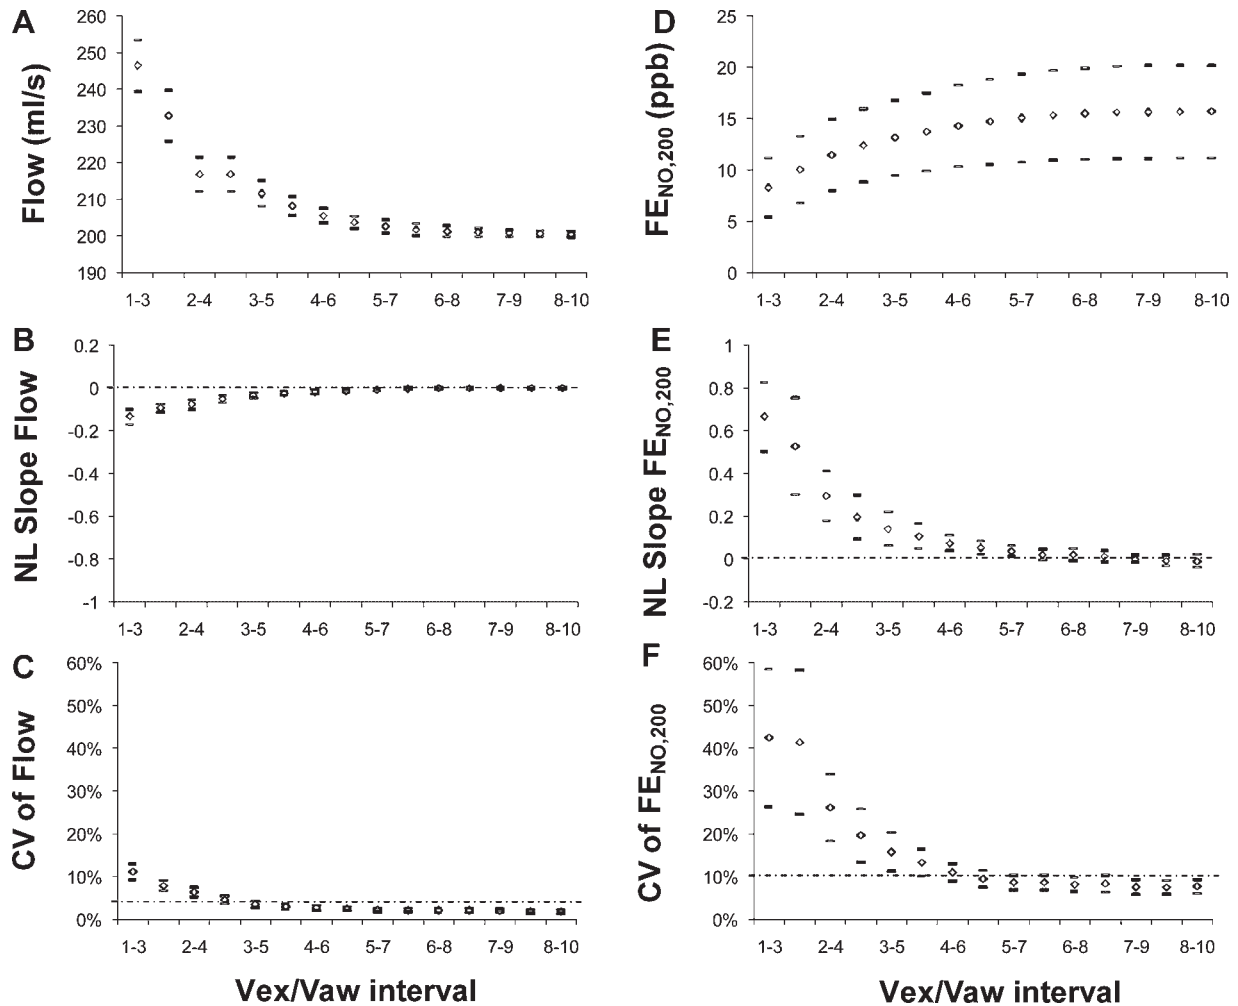 A
Flow (ml/s)
260
250
240
230
220
210
200
190
1-3 2-4 3-5 4-6 5-7 6-8 7-9 8-10
B
NL Slope Flow
0.2
0
-0.2
-0.4
-0.6
-0.8
-1
1-3 2-4 3-5 4-6 5-7 6-8 7-9 8-10
C
CV of Flow
60%
50%
40%
30%
20%
10%
0%
1-3 2-4 3-5 4-6 5-7 6-8 7-9 8-10
Vex/Vaw interval
D
FENO,200 (ppb)
25
20
15
10
5
0
1-3 2-4 3-5 4-6 5-7 6-8 7-9 8-10
E
NL Slope FENO,200
1
0.8
0.6
0.4
0.2
0
-0.2
1-3 2-4 3-5 4-6 5-7 6-8 7-9 8-10
F
CV of FENO,200
60%
50%
40%
30%
20%
10%
0%
1-3 2-4 3-5 4-6 5-7 6-8 7-9 8-10
Vex/Vaw interval